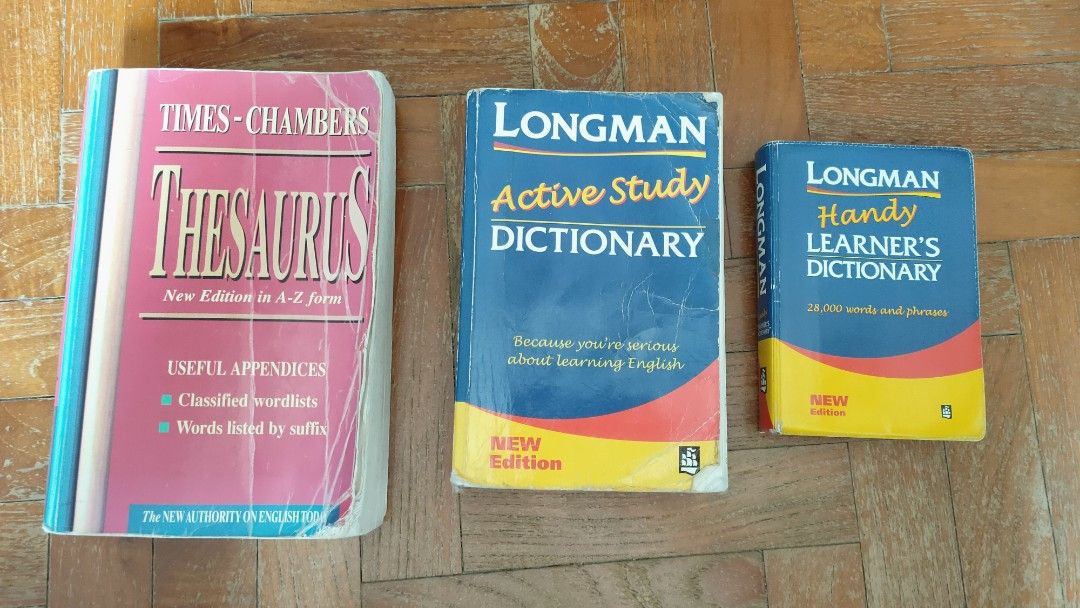 TIMES-CHAMBERS
THESAURUS
New Edition in A-Z form
USEFUL APPENDICES
Classified wordlists
Words listed by suffix
The NEW AUTHORITY ON ENGLISH TODAY
LONGMAN
Active Study
DICTIONARY
Because you're serious
about learning English
NEW
Edition
LONGMAN
LONGMAN
Handy
LEARNER'S
DICTIONARY
28,000 words and phrases
NEW
Edition